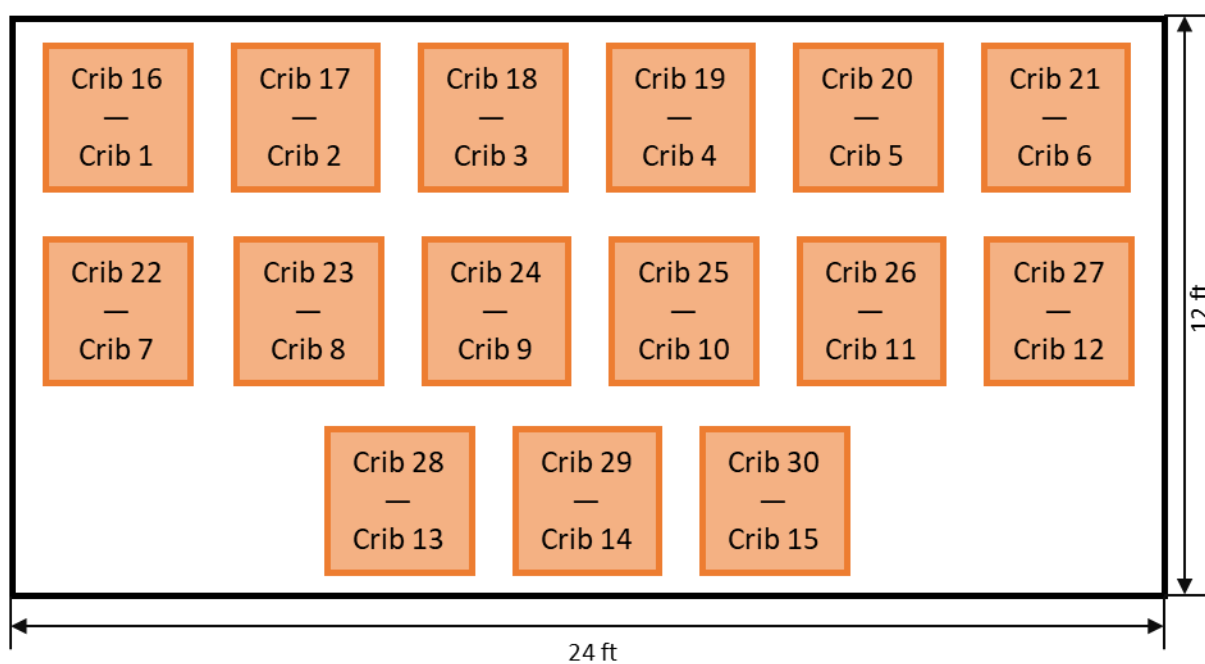 Crib 16
—
Crib 1
Crib 17
—
Crib 2
Crib 18
—
Crib 3
Crib 19
—
Crib 4
Crib 20
—
Crib 5
Crib 21
—
Crib 6
Crib 22
—
Crib 7
Crib 23
—
Crib 8
Crib 24
—
Crib 9
Crib 25
—
Crib 10
Crib 26
—
Crib 11
Crib 27
—
Crib 12
Crib 28
—
Crib 13
Crib 29
—
Crib 14
Crib 30
—
Crib 15
12 ft
24 ft